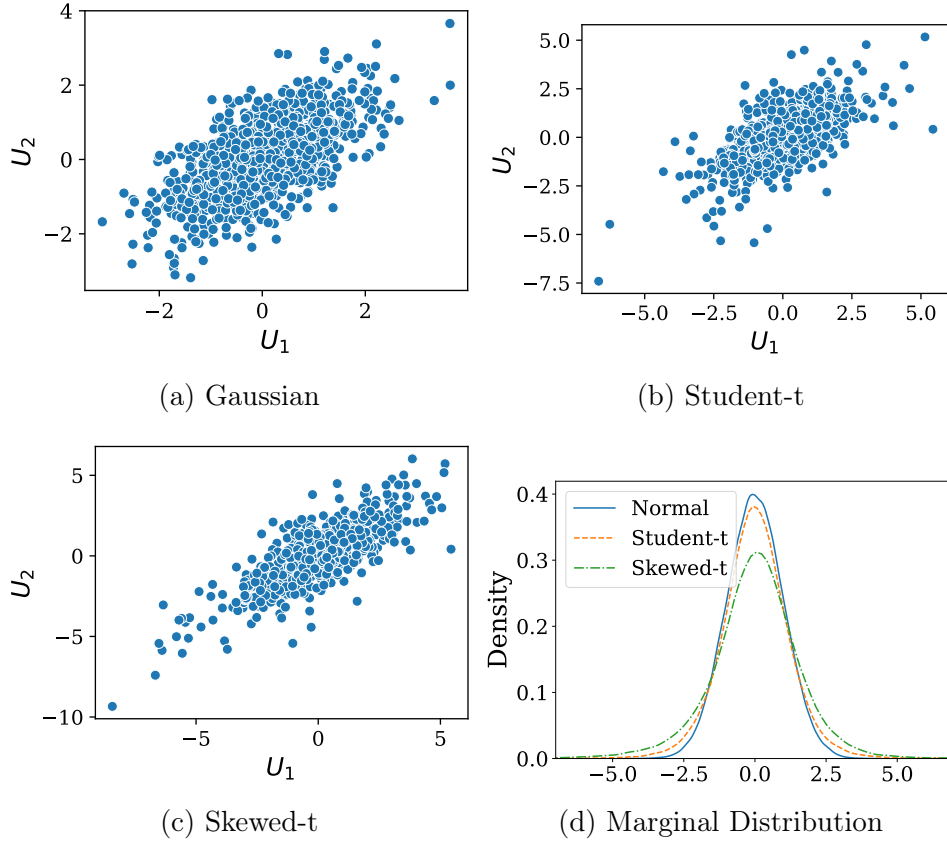 4
2
0
−2
U2
−2
0
2
U1
(a) Gaussian
5.0
2.5
0.0
−2.5
−5.0
−7.5
U2
−5.0
−2.5
0.0
2.5
5.0
U1
(b) Student-t
5
0
−5
−10
U2
−5
0
5
U1
(c) Skewed-t
0.4
0.3
0.2
0.1
0.0
Density
Normal
Student-t
Skewed-t
−5.0
−2.5
0.0
2.5
5.0
(d) Marginal Distribution